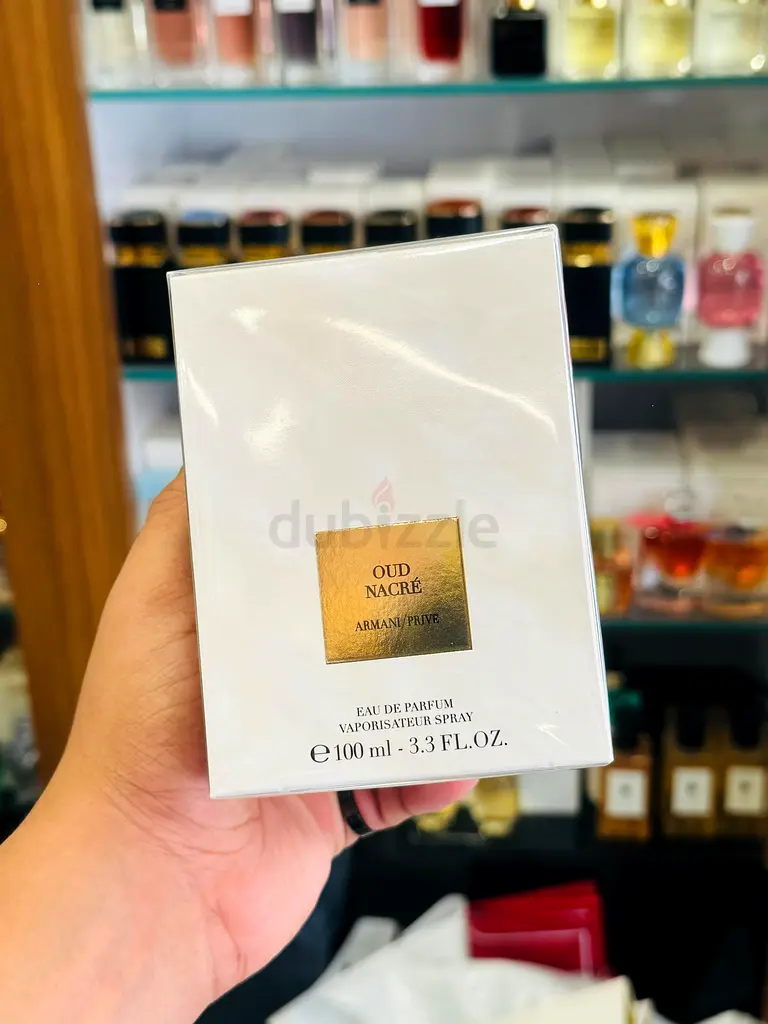 dubizzle
OUD
NACRÉ
ARMANI/PRIVE
EAU DE PARFUM
VAPORISATEUR SPRAY
℮ 100 ml - 3.3 FL.OZ.